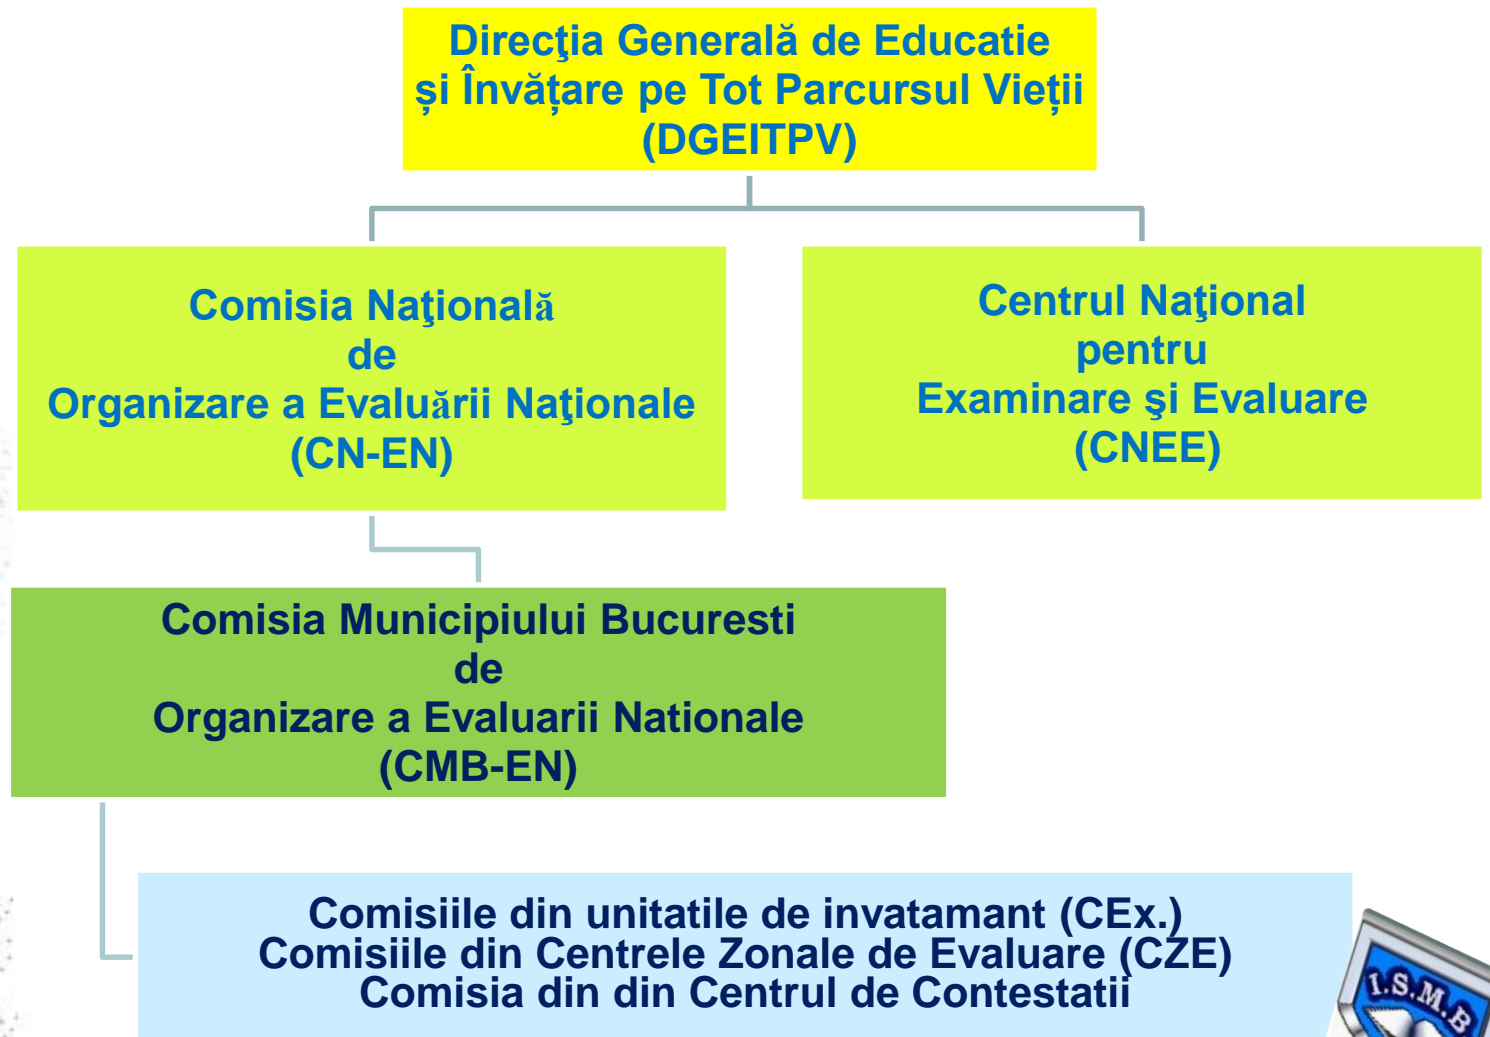 Direcţia Generală de Educatie
și Învățare pe Tot Parcursul Vieții
(DGEITPV)
Comisia Naţională
de
Organizare a Evaluării Naţionale
(CN-EN)
Centrul Naţional
pentru
Examinare şi Evaluare
(CNEE)
Comisia Municipiului Bucuresti
de
Organizare a Evaluarii Nationale
(CMB-EN)
Comisiile din unitatile de invatamant (CEx.)
Comisiile din Centrele Zonale de Evaluare (CZE)
Comisia din din Centrul de Contestatii
I.S.M.B